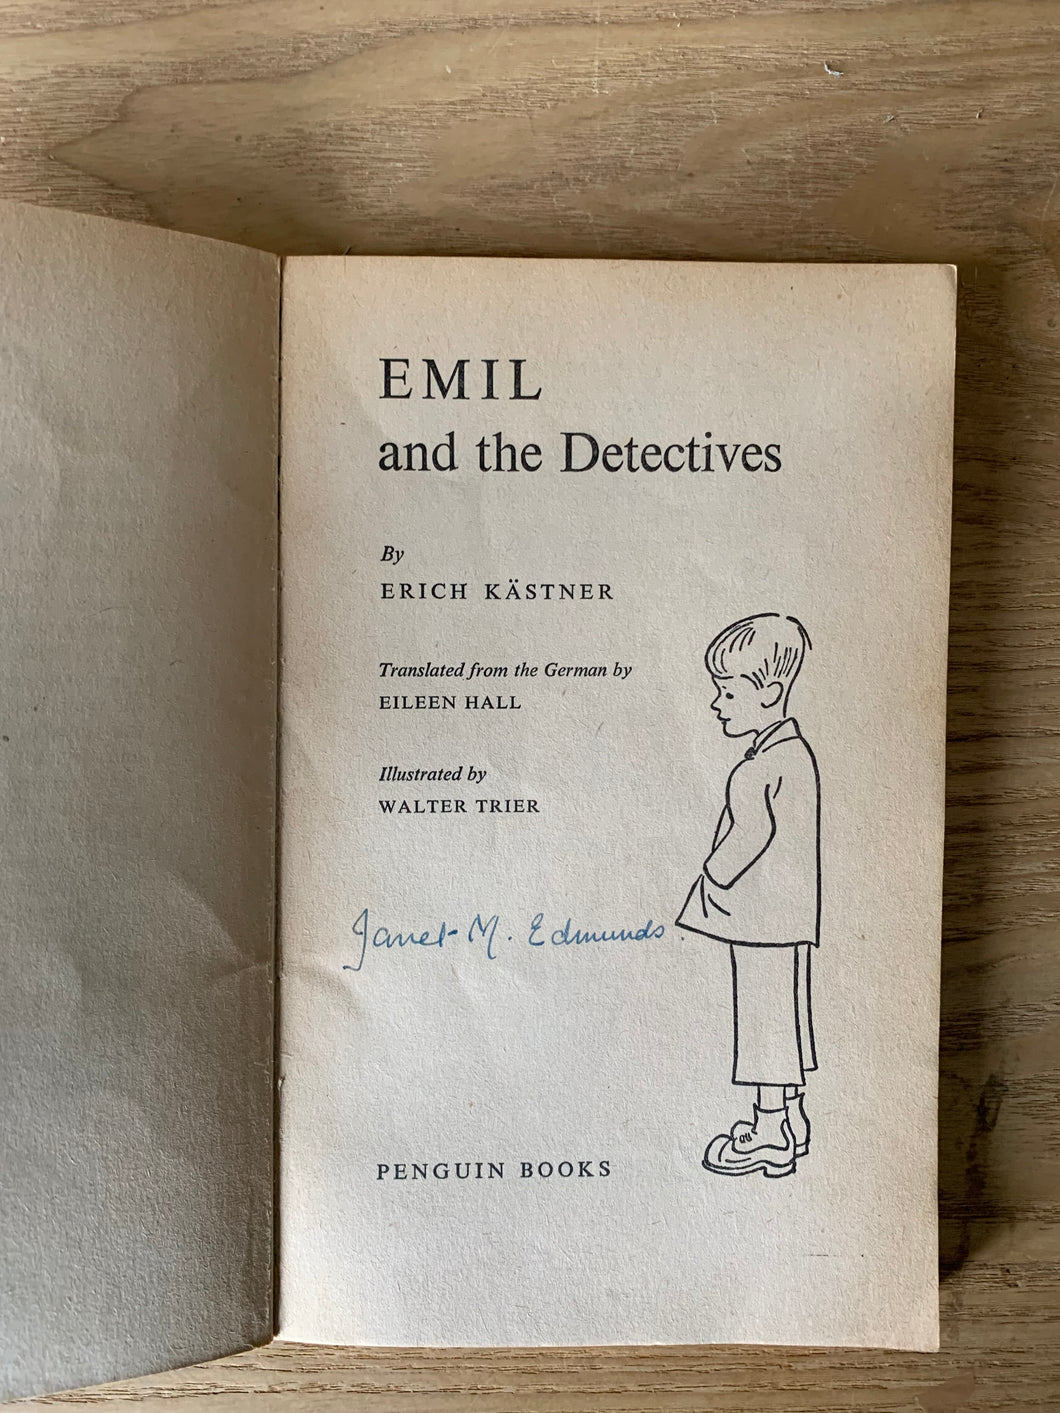 EMIL
and the Detectives
By
ERICH KÄSTNER
Translated from the German by
EILEEN HALL
Illustrated by
WALTER TRIER
Janet M. Edmunds.
PENGUIN BOOKS